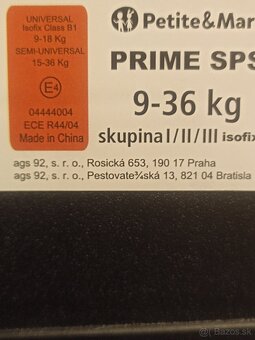 UNIVERSAL
Isofix Class B1
9-18 Kg
SEMI-UNIVERSAL
15-36 Kg
E4
04444004
ECE R44/04
Made in China
Petite&Mar
PRIME SPS
9-36 kg
skupina I/II/III isofix
ags 92, s. r. o., Rosická 653, 190 17 Praha
ags 92, s. r. o., Pestovate¾ská 13, 821 04 Bratisla
Bazos.sk